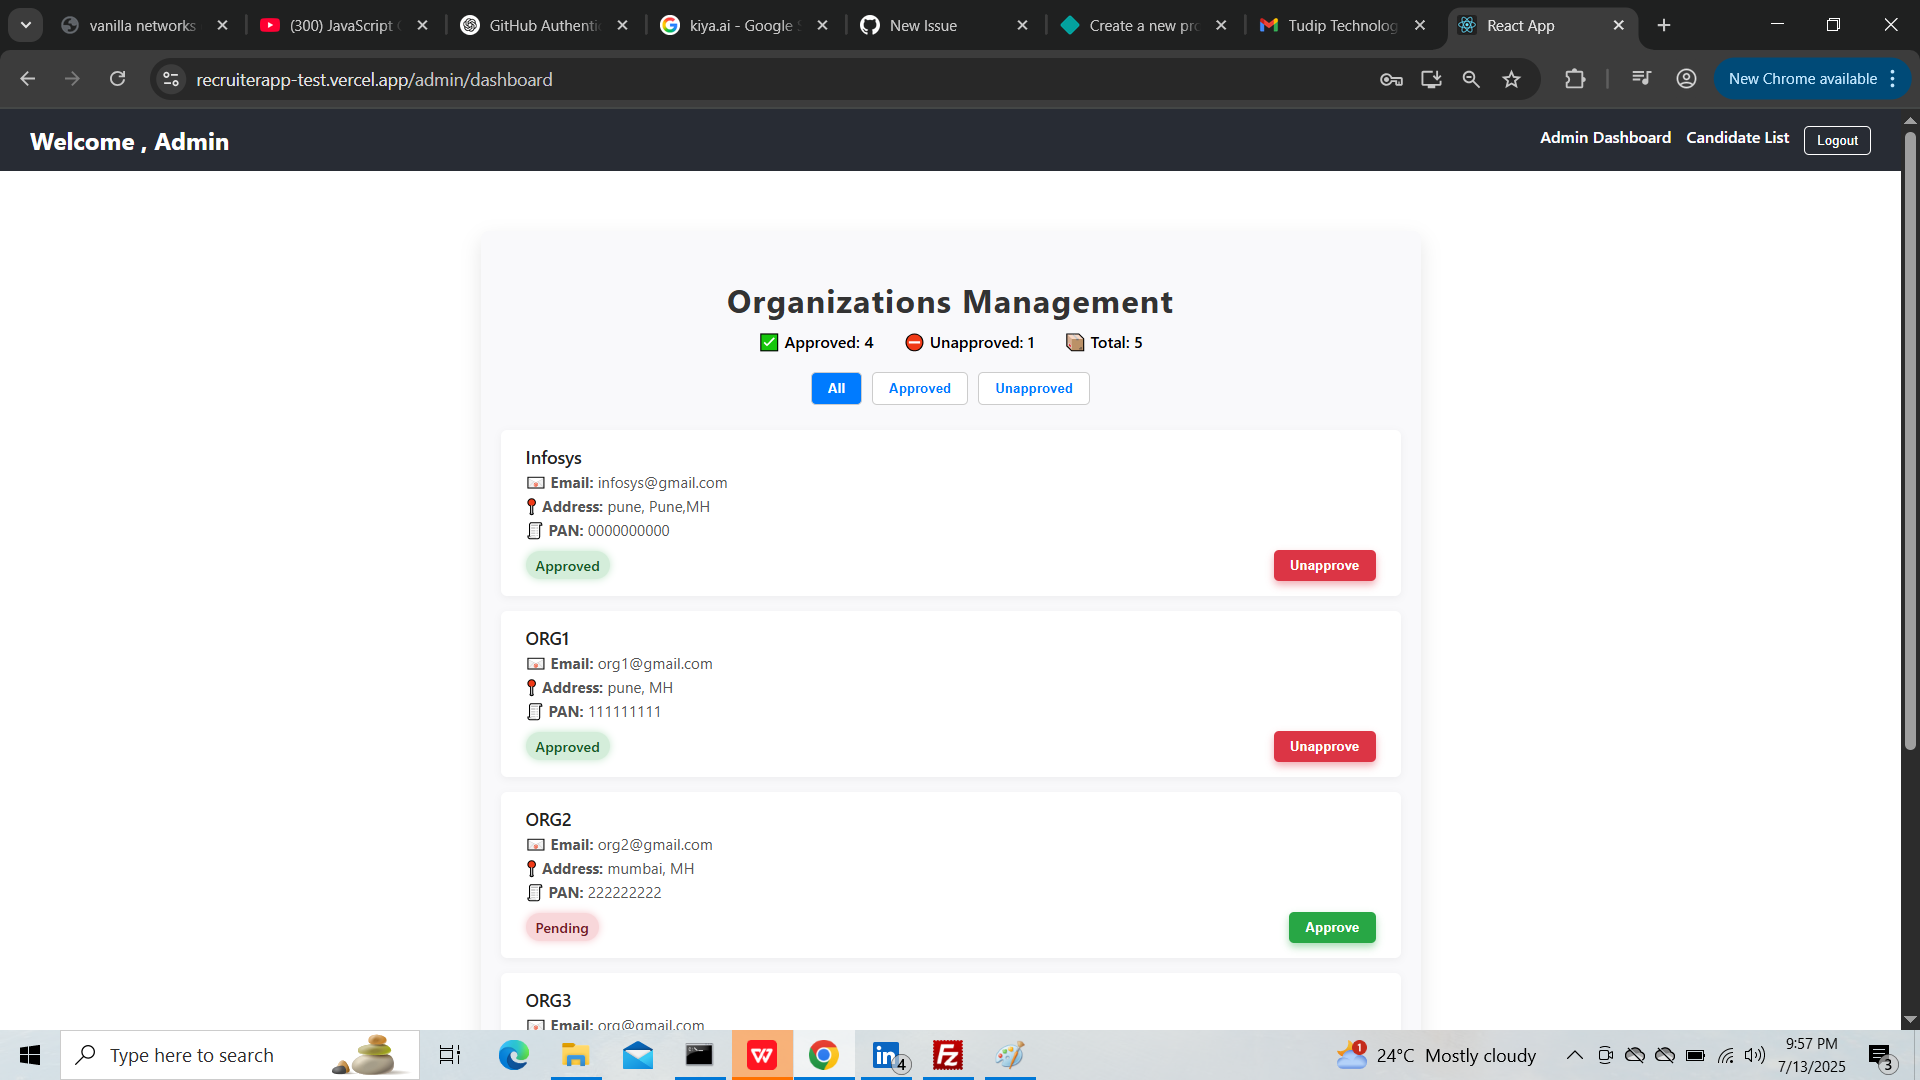 vanilla networks
(300) JavaScript
GitHub Authenti
kiya.ai - Google
New Issue
Create a new pro
Tudip Technolog
React App
recruiterapp-test.vercel.app/admin/dashboard
New Chrome available
Welcome , Admin
Admin Dashboard
Candidate List
Logout
Organizations Management
Approved: 4
Unapproved: 1
Total: 5
All
Approved
Unapproved
Infosys
Email: infosys@gmail.com
Address: pune, Pune,MH
PAN: 0000000000
Approved
Unapprove
ORG1
Email: org1@gmail.com
Address: pune, MH
PAN: 111111111
Approved
Unapprove
ORG2
Email: org2@gmail.com
Address: mumbai, MH
PAN: 222222222
Pending
Approve
ORG3
Email: org@gmail.com
Type here to search
4
1
24°C Mostly cloudy
9:57 PM
7/13/2025
3